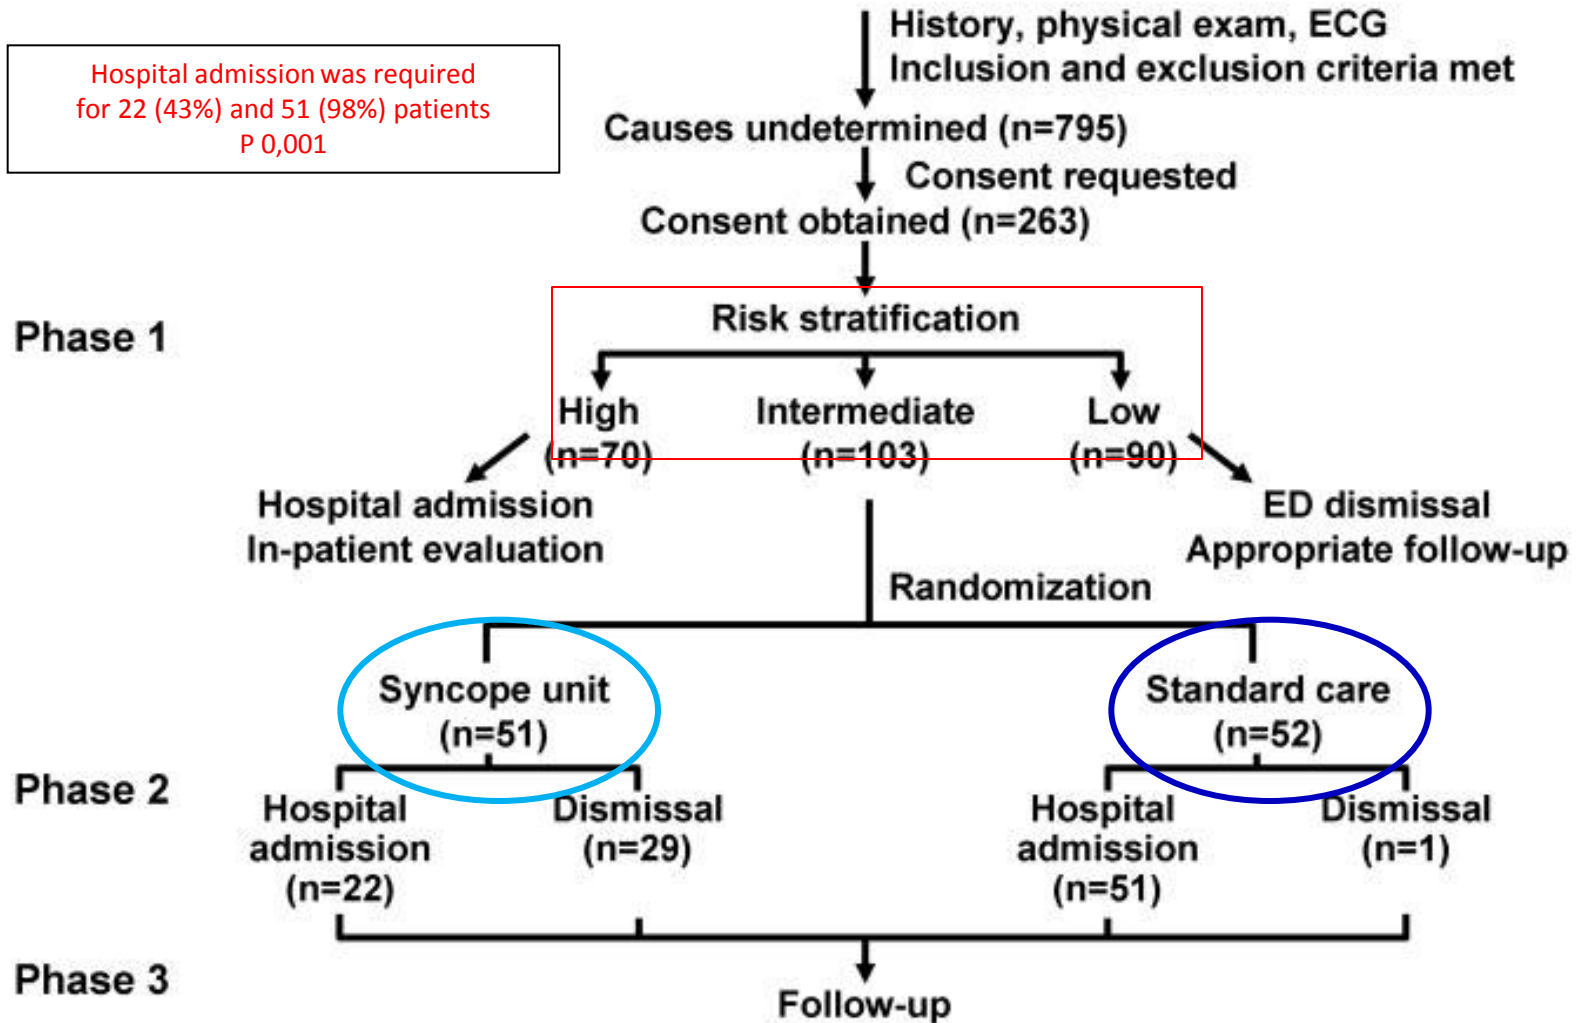 History, physical exam, ECG
Inclusion and exclusion criteria met
Hospital admission was required
for 22 (43%) and 51 (98%) patients
P 0,001
Causes undetermined (n=795)
Consent requested
Consent obtained (n=263)
Phase 1
Risk stratification
High
(n=70)
Intermediate
(n=103)
Low
(n=90)
Hospital admission
In-patient evaluation
ED dismissal
Appropriate follow-up
Randomization
Syncope unit
(n=51)
Standard care
(n=52)
Phase 2
Hospital
admission
(n=22)
Dismissal
(n=29)
Hospital
admission
(n=51)
Dismissal
(n=1)
Phase 3
Follow-up